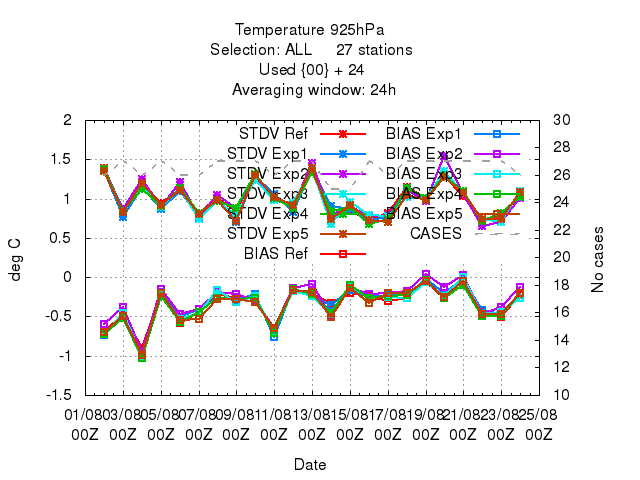 Temperature 925hPa
Selection: ALL 27 stations
Used {00} + 24
Averaging window: 24h
deg C
No cases
2
1.5
1
0.5
0
-0.5
-1
-1.5
30
28
26
24
22
20
18
16
14
12
10
STDV Ref
STDV Exp1
STDV Exp2
STDV Exp3
STDV Exp4
STDV Exp5
BIAS Ref
BIAS Exp1
BIAS Exp2
BIAS Exp3
BIAS Exp4
BIAS Exp5
CASES
01/08 03/08 05/08 07/08 09/08 11/08 13/08 15/08 17/08 19/08 21/08 23/08 25/08
00Z 00Z 00Z 00Z 00Z 00Z 00Z 00Z 00Z 00Z 00Z 00Z 00Z
Date